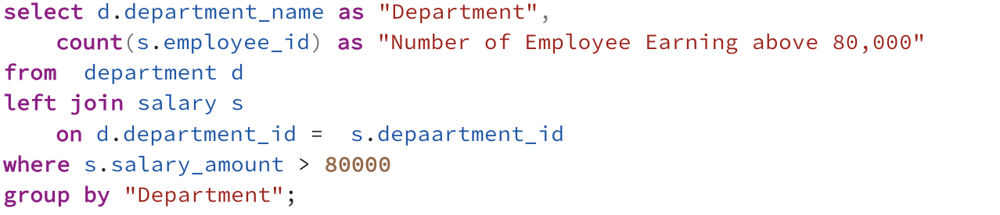 select d.department_name as "Department",
    count(s.employee_id) as "Number of Employee Earning above 80,000"
from  department d
left join salary s
    on d.department_id =  s.depaartment_id
where s.salary_amount > 80000
group by "Department";